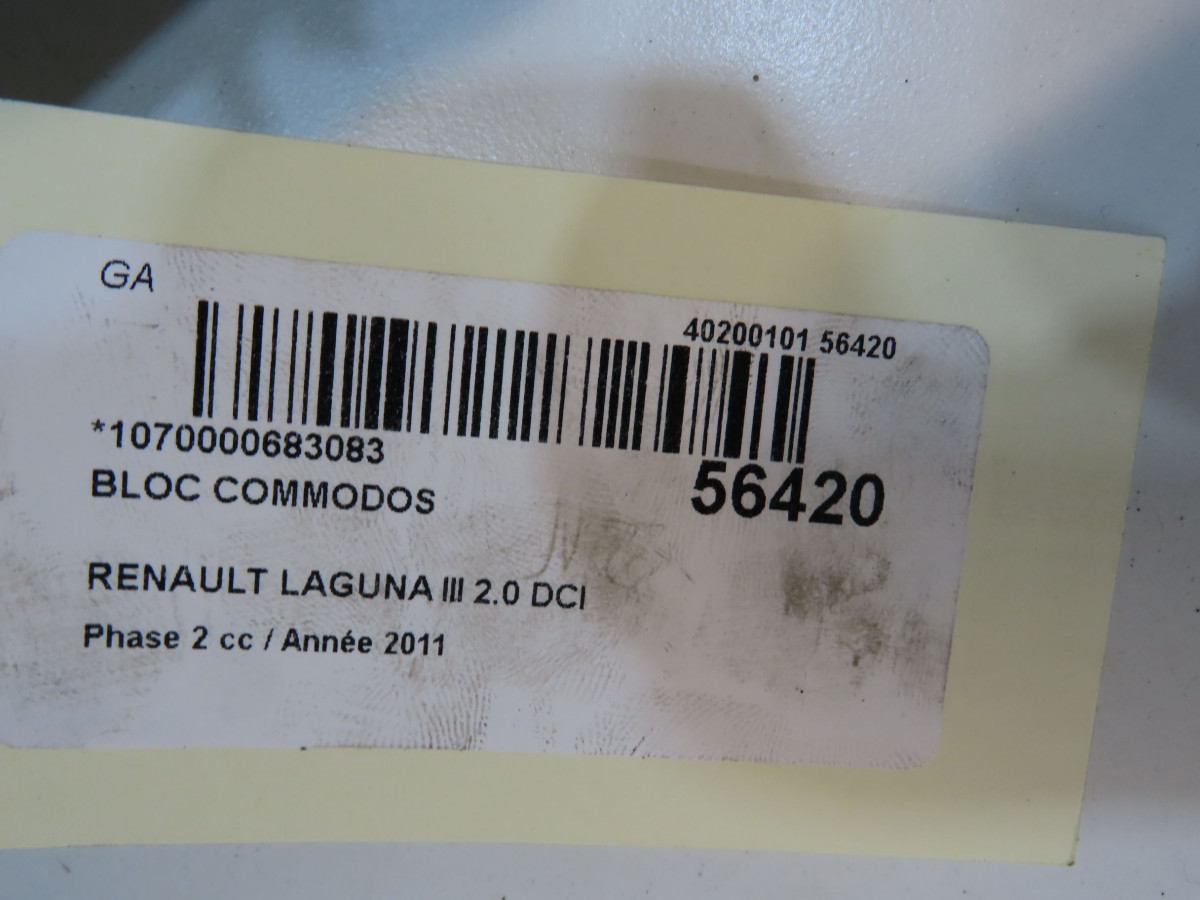 GA
40200101 56420
*1070000683083
56420
BLOC COMMODOS
RENAULT LAGUNA III 2.0 DCI
Phase 2 cc / Année 2011